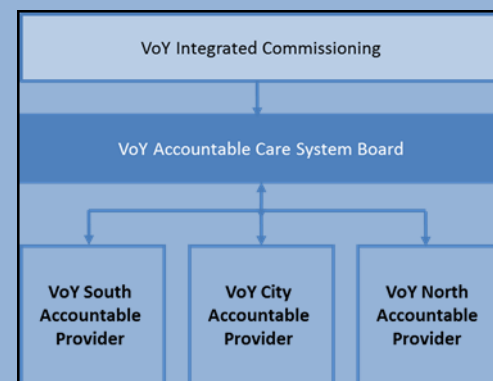 VoY Integrated Commissioning
VoY Accountable Care System Board
VoY South
Accountable
Provider
VoY City
Accountable
Provider
VoY North
Accountable
Provider